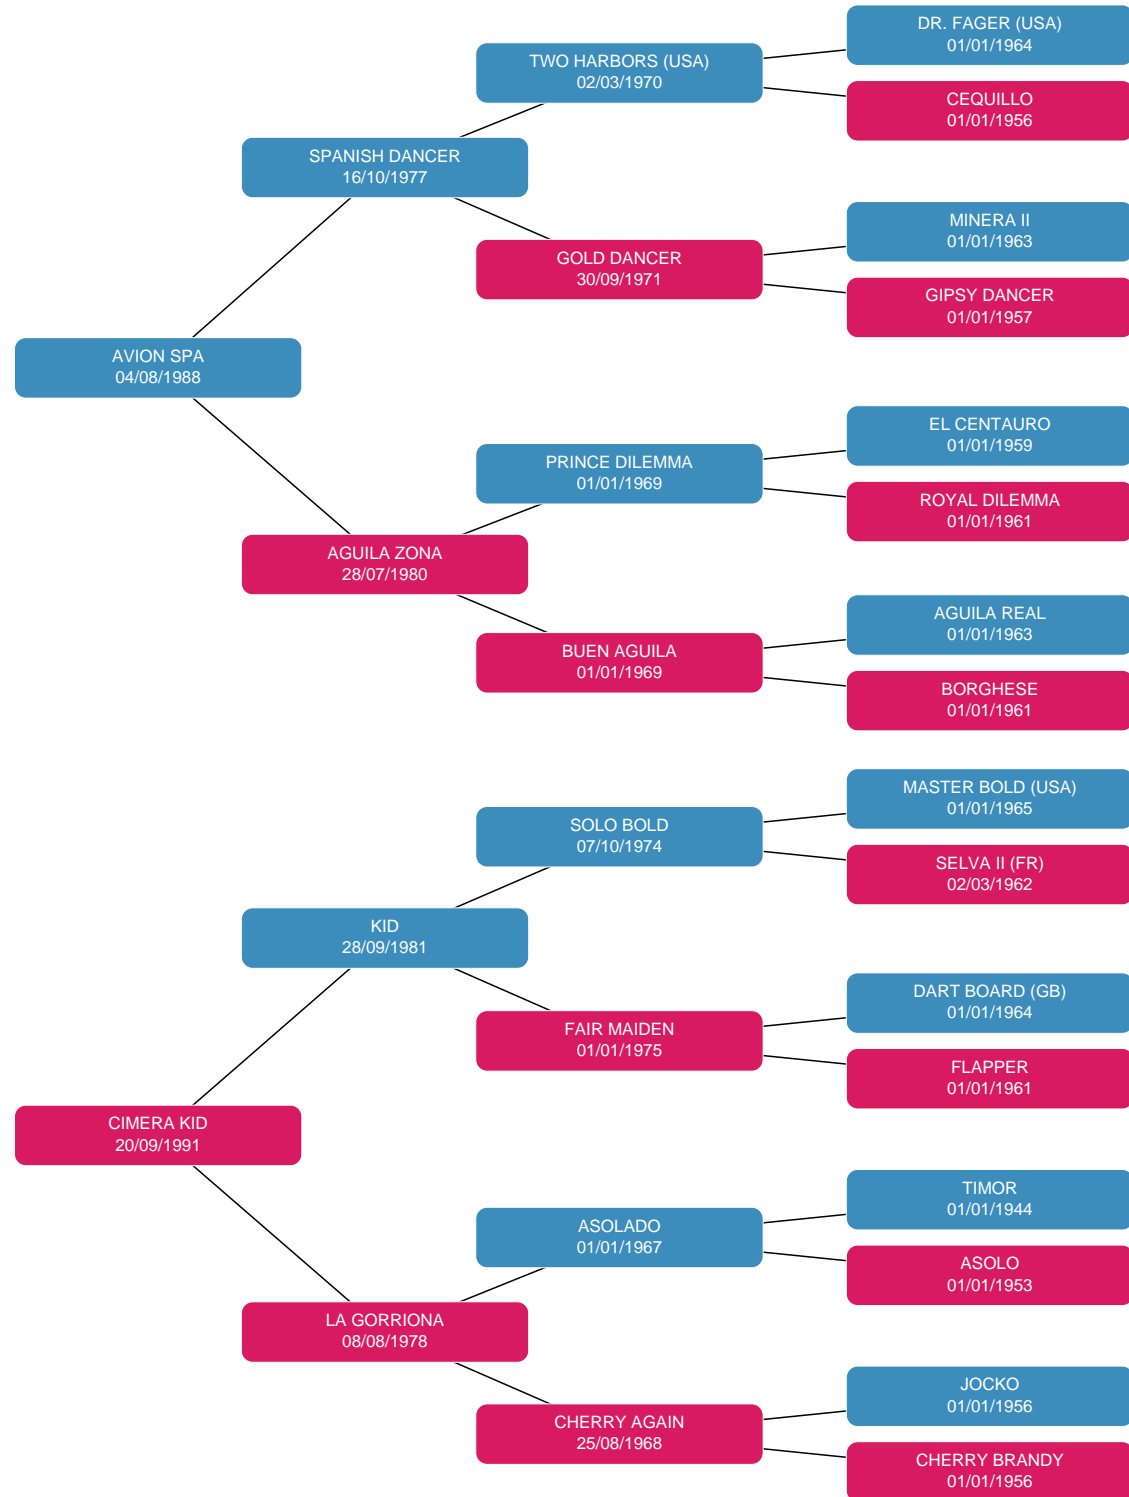 DR. FAGER (USA)
01/01/1964
TWO HARBORS (USA)
02/03/1970
CEQUILLO
01/01/1956
SPANISH DANCER
16/10/1977
MINERA II
01/01/1963
GOLD DANCER
30/09/1971
GIPSY DANCER
01/01/1957
AVION SPA
04/08/1988
EL CENTAURO
01/01/1959
PRINCE DILEMMA
01/01/1969
ROYAL DILEMMA
01/01/1961
AGUILA ZONA
28/07/1980
AGUILA REAL
01/01/1963
BUEN AGUILA
01/01/1969
BORGHESE
01/01/1961
MASTER BOLD (USA)
01/01/1965
SOLO BOLD
07/10/1974
SELVA II (FR)
02/03/1962
KID
28/09/1981
DART BOARD (GB)
01/01/1964
FAIR MAIDEN
01/01/1975
FLAPPER
01/01/1961
CIMERA KID
20/09/1991
TIMOR
01/01/1944
ASOLADO
01/01/1967
ASOLO
01/01/1953
LA GORRIONA
08/08/1978
JOCKO
01/01/1956
CHERRY AGAIN
25/08/1968
CHERRY BRANDY
01/01/1956